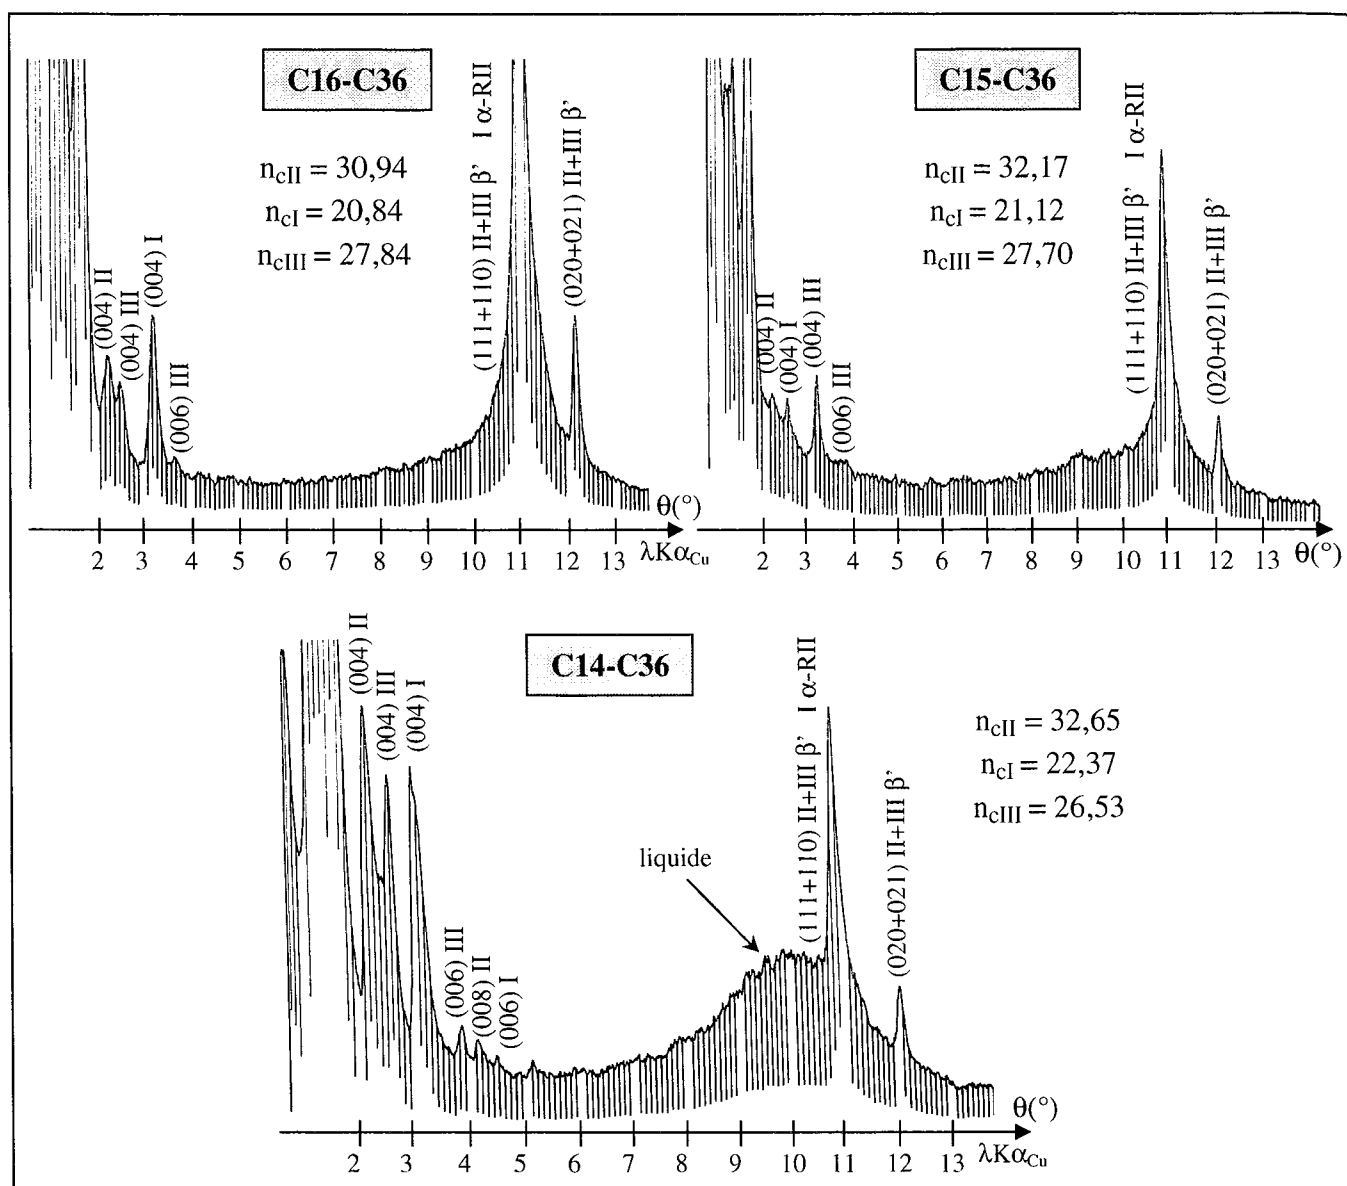 C16-C36
n_cII = 30,94
n_cI = 20,84
n_cIII = 27,84
(004) II
(004) III
(004) I
(006) III
(111+110) II+III β’ I α-RII
(020+021) II+III β’
θ(°)
2 3 4 5 6 7 8 9 10 11 12 13 λKα_Cu
C15-C36
n_cII = 32,17
n_cI = 21,12
n_cIII = 27,70
(004) II
(004) I
(004) III
(006) III
(111+110) II+III β’ I α-RII
(020+021) II+III β’
2 3 4 5 6 7 8 9 10 11 12 13 θ(°)
C14-C36
n_cII = 32,65
n_cI = 22,37
n_cIII = 26,53
(004) II
(004) III
(004) I
(006) III
(008) II
(006) I
liquide
(111+110) II+III β’ I α-RII
(020+021) II+III β’
θ(°)
2 3 4 5 6 7 8 9 10 11 12 13 λKα_Cu